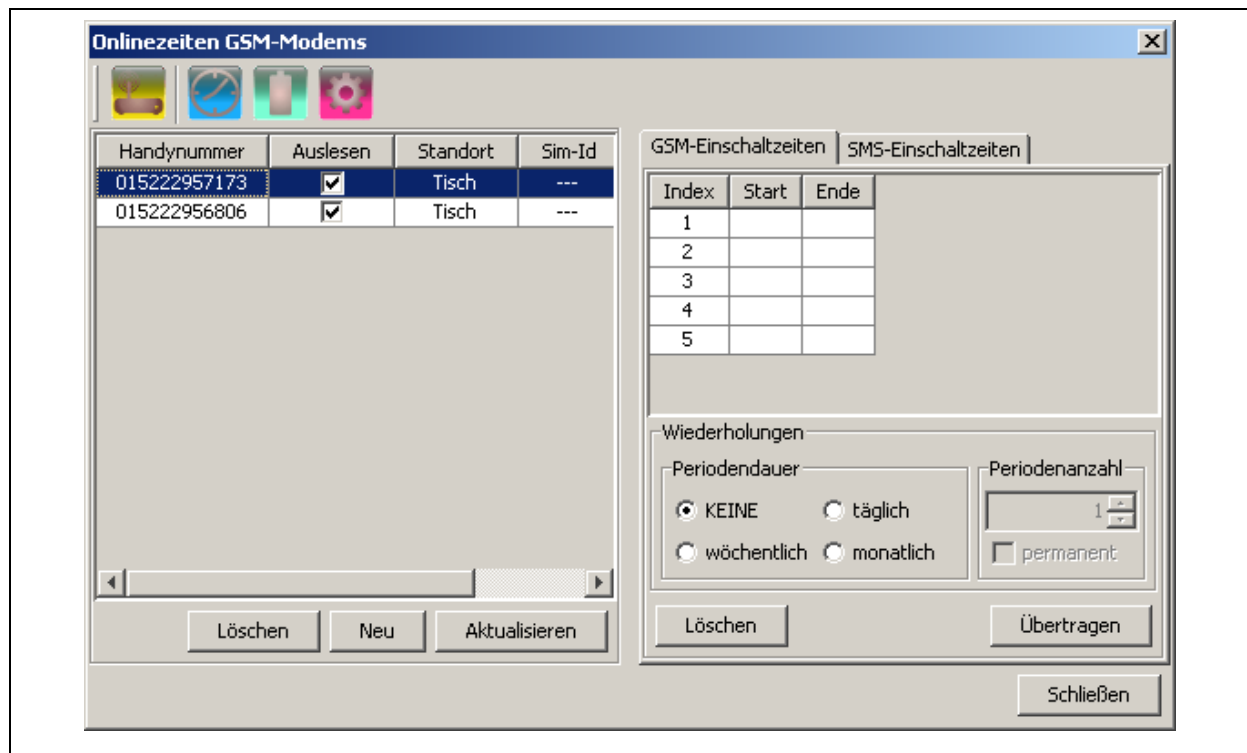 Onlinezeiten GSM-Modems
Handynummer Auslesen Standort Sim-Id
015222957173 Tisch ---
015222956806 Tisch ---
Löschen Neu Aktualisieren
GSM-Einschaltzeiten SMS-Einschaltzeiten
Index Start Ende
1
2
3
4
5
Wiederholungen
Periodendauer Periodenanzahl
KEINE täglich 1
wöchentlich monatlich permanent
Löschen Übertragen
Schließen